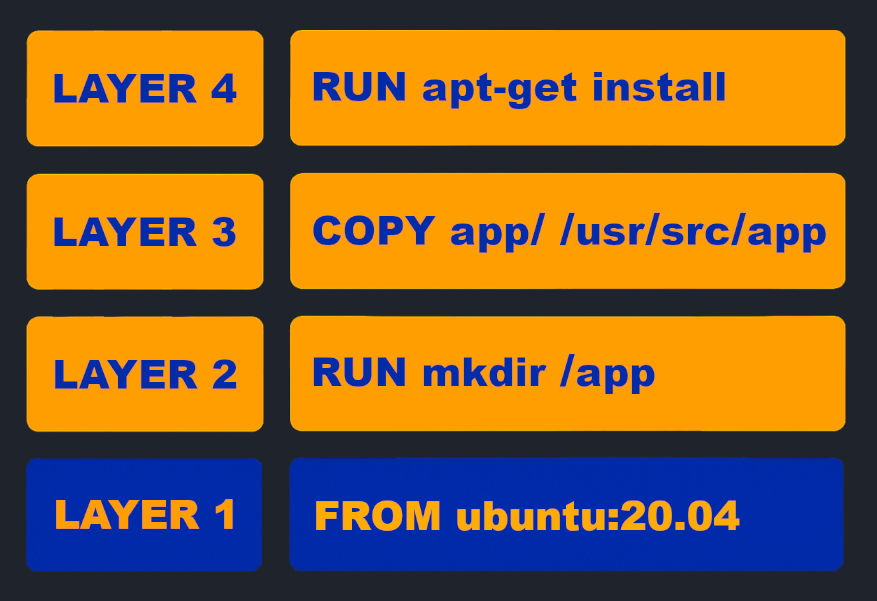 LAYER 4 RUN apt-get install
LAYER 3 COPY app/ /usr/src/app
LAYER 2 RUN mkdir /app
LAYER 1 FROM ubuntu:20.04